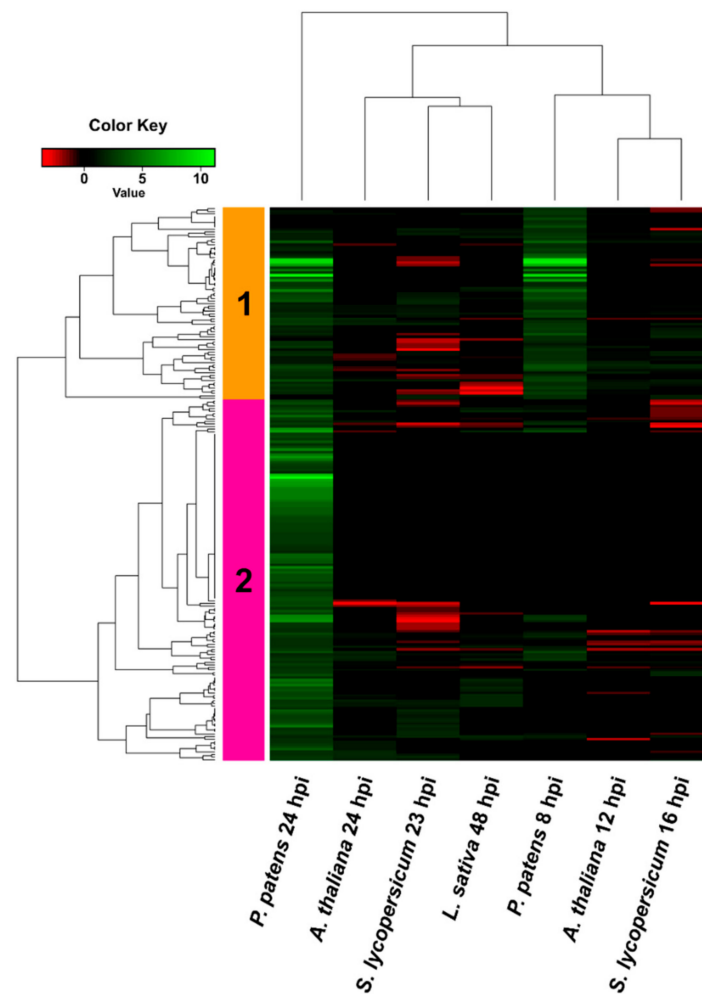 Color Key
0 5 10
Value
1
2
P. patens 24 hpi
A. thaliana 24 hpi
S. lycopersicum 23 hpi
L. sativa 48 hpi
P. patens 8 hpi
A. thaliana 12 hpi
S. lycopersicum 16 hpi